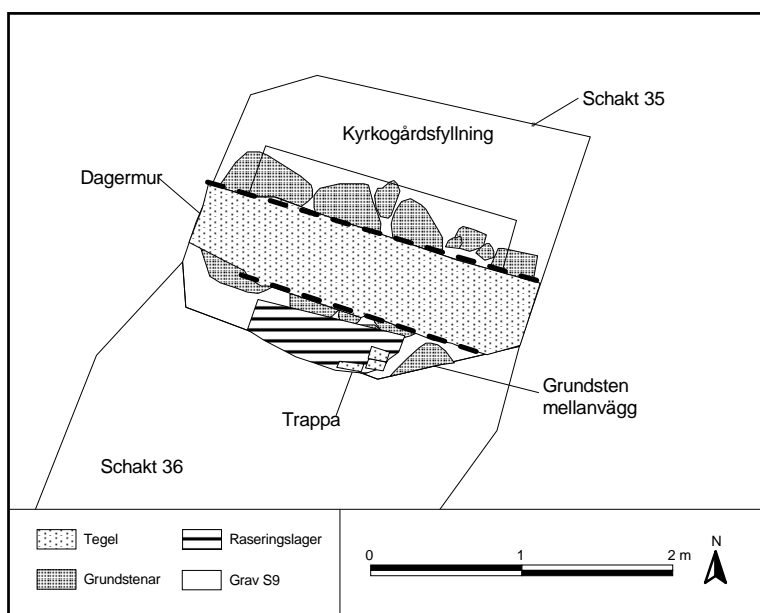 Schakt 35
Kyrkogårdsfyllning
Dagermur
Grundsten
mellanvägg
Trappa
Schakt 36
Tegel
Raseringslager
Grundstenar
Grav S9
0
1
2 m
N